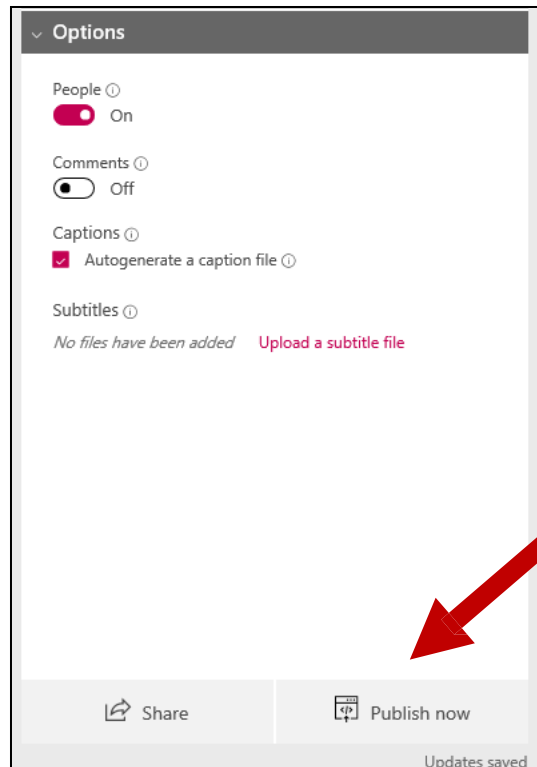 Options
People
On
Comments
Off
Captions
Autogenerate a caption file
Subtitles
No files have been added Upload a subtitle file
Share Publish now
Updates saved